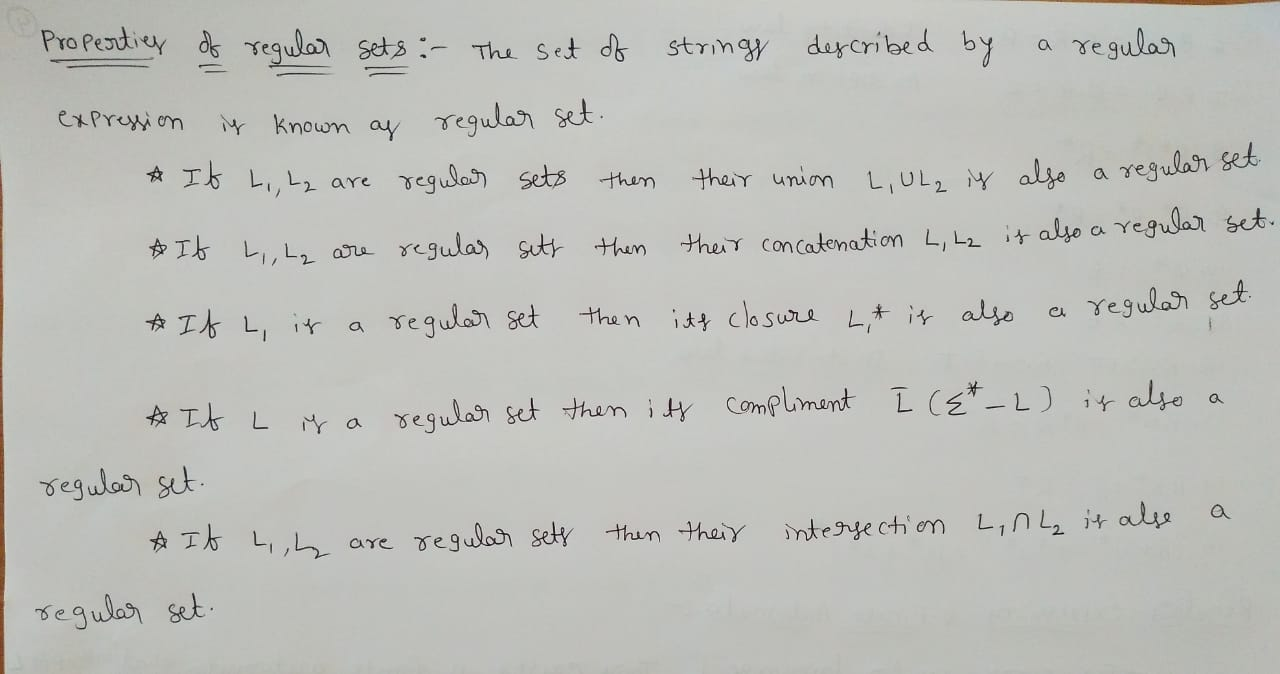 Properties of regular sets :- The set of strings described by a regular
expression is known as regular set.
☆ If L₁, L₂ are regular sets then their union L₁∪L₂ is also a regular set.
☆ If L₁, L₂ are regular sets then their concatenation L₁L₂ is also a regular set.
☆ If L₁ is a regular set then its closure L₁* is also a regular set.
☆ If L is a regular set then its compliment L̅ (Σ*-L) is also a
regular set.
☆ If L₁, L₂ are regular sets then their intersection L₁∩L₂ is also a
regular set.